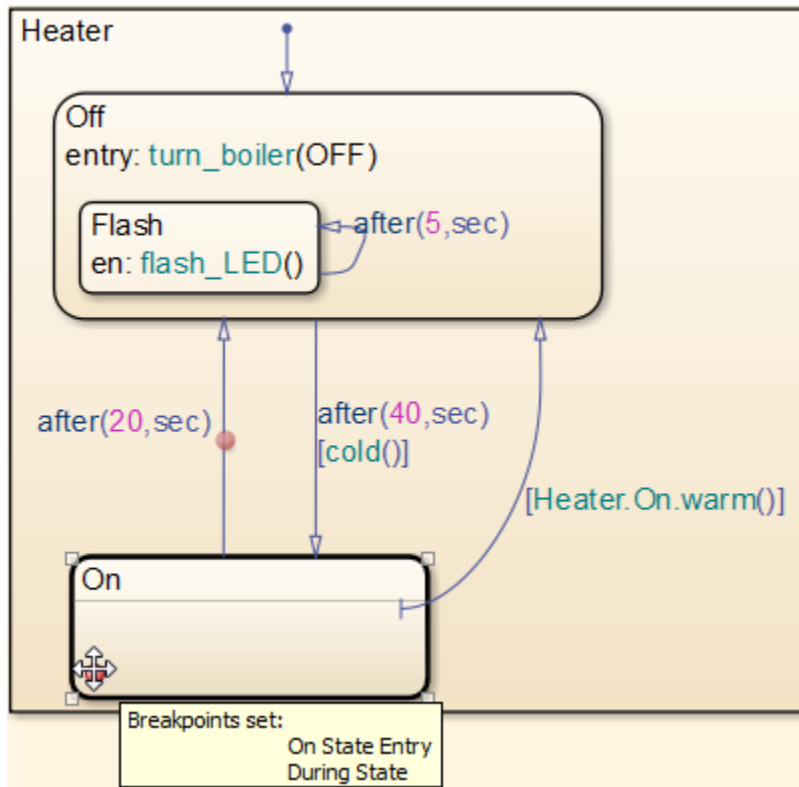 Heater
Off
entry: turn_boiler(OFF)
Flash
en: flash_LED()
after(5,sec)
after(20,sec)
after(40,sec)
[cold()]
[Heater.On.warm()]
On
Breakpoints set:
On State Entry
During State